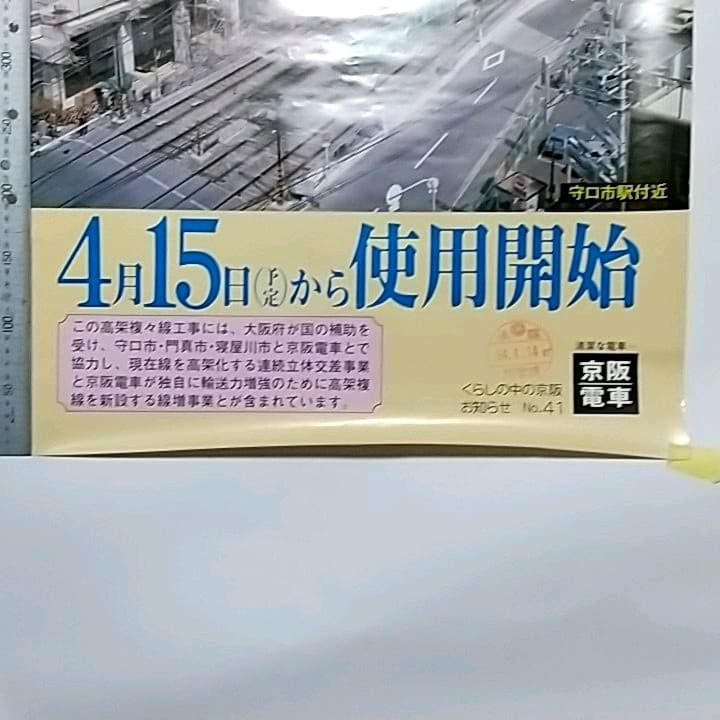 守口市駅付近
4月15日(予定)から使用開始
この高架複々線工事には、大阪府が国の補助を
受け、守口市・門真市・寝屋川市と京阪電車とで
協力し、現在線を高架化する連続立体交差事業
と京阪電車が独自に輸送力増強のために高架複
線を新設する線増事業とが含まれています。
くらしの中の京阪
お知らせ No.41
清潔な電車…
京阪
電車